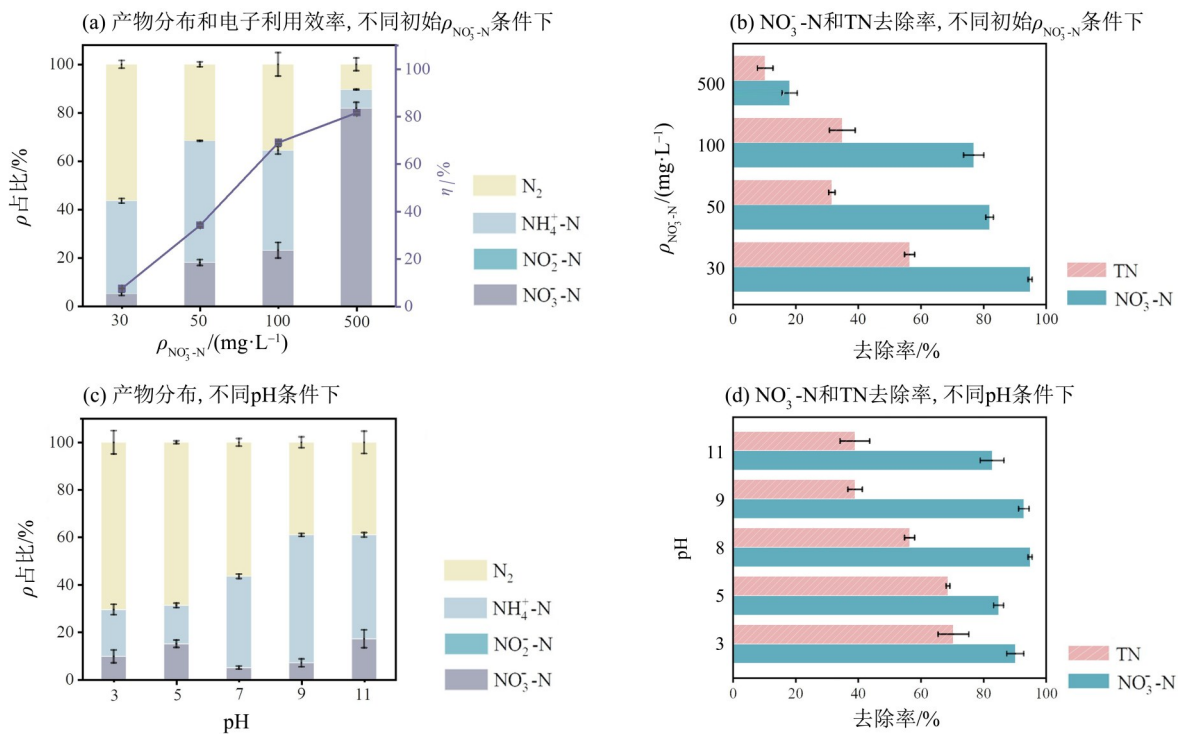 (a) 产物分布和电子利用效率, 不同初始ρNO₃⁻-N条件下
100
80
60
40
20
0
ρ占比/%
100
80
60
40
20
0
η/%
30
50
100
500
ρNO₃⁻-N/(mg·L⁻¹)
N₂
NH₄⁺-N
NO₂⁻-N
NO₃⁻-N
(b) NO₃⁻-N和TN去除率, 不同初始ρNO₃⁻-N条件下
500
100
50
30
ρNO₃⁻-N/(mg·L⁻¹)
0
20
40
60
80
100
去除率/%
TN
NO₃⁻-N
(c) 产物分布, 不同pH条件下
100
80
60
40
20
0
ρ占比/%
3
5
7
9
11
pH
N₂
NH₄⁺-N
NO₂⁻-N
NO₃⁻-N
(d) NO₃⁻-N和TN去除率, 不同pH条件下
11
9
8
5
3
pH
0
20
40
60
80
100
去除率/%
TN
NO₃⁻-N